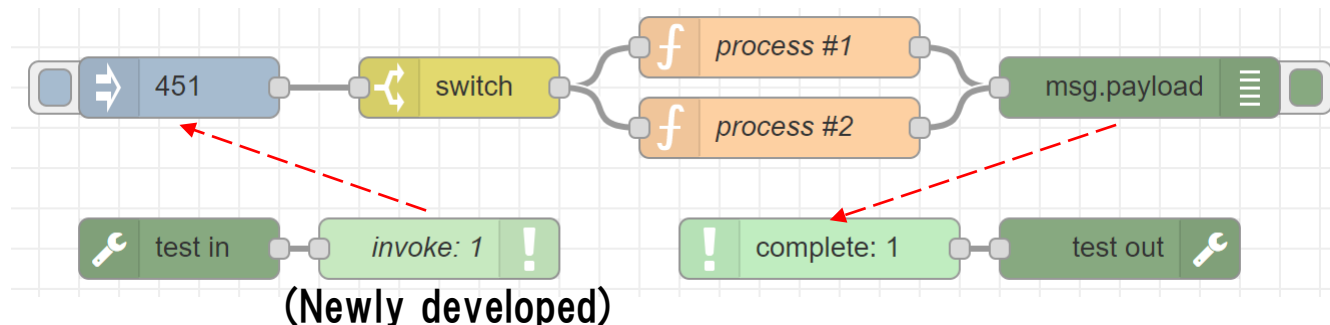 process #1
451
switch
msg.payload
process #2
test in
invoke: 1
complete: 1
test out
(Newly developed)